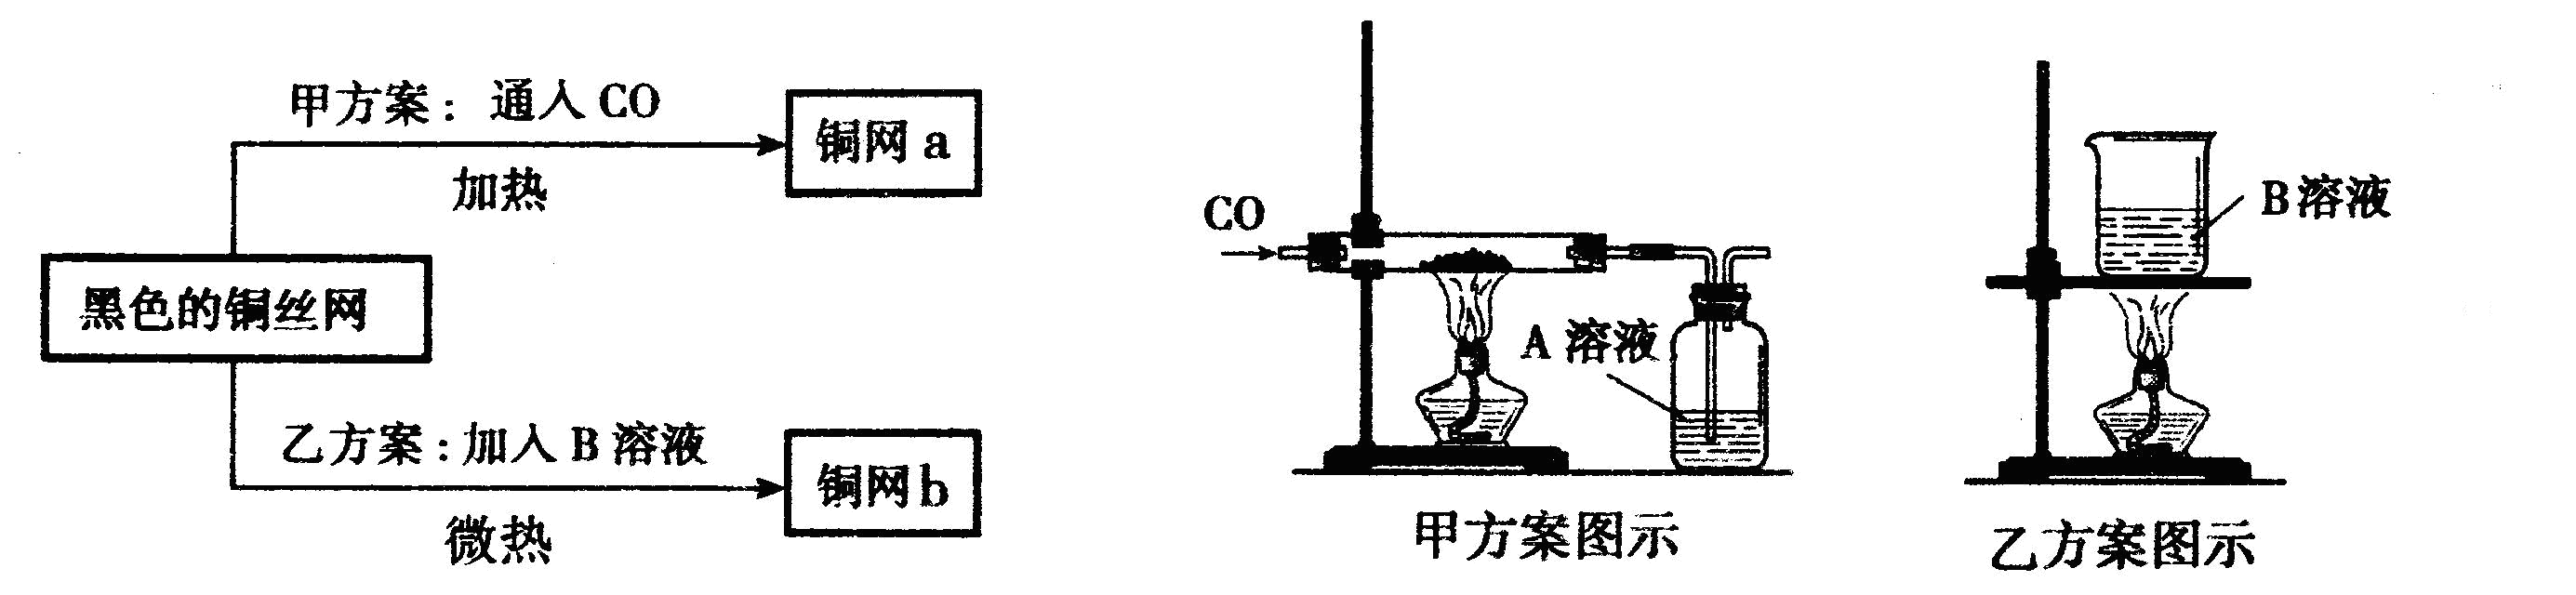 甲方案：通入 CO
加热
铜网 a
黑色的铜丝网
乙方案：加入 B 溶液
微热
铜网 b
CO
A 溶液
甲方案图示
B 溶液
乙方案图示